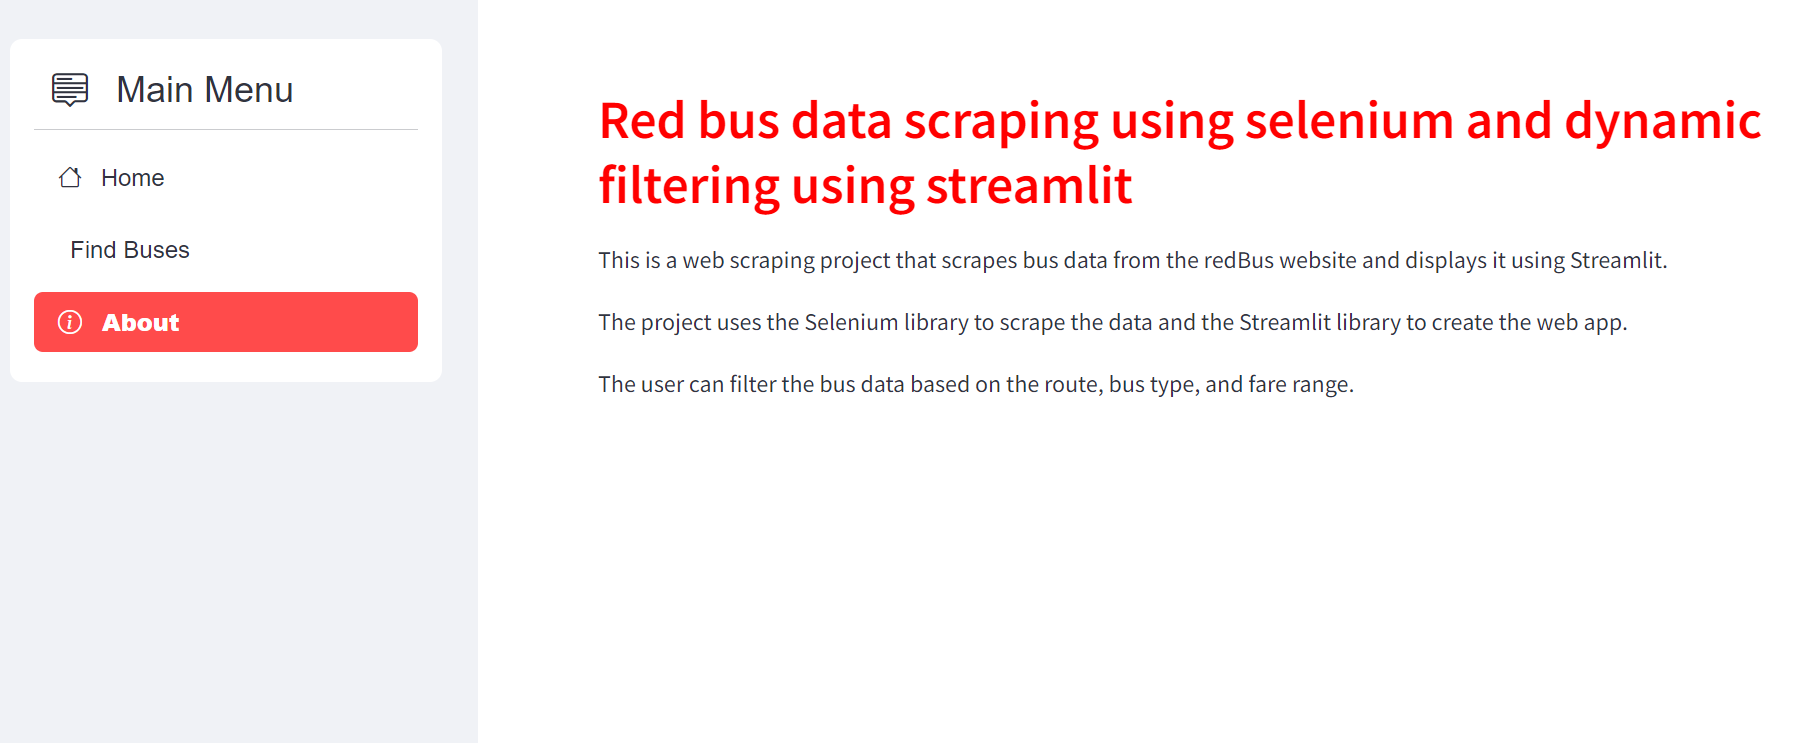 Main Menu
Home
Find Buses
About
Red bus data scraping using selenium and dynamic
filtering using streamlit
This is a web scraping project that scrapes bus data from the redBus website and displays it using Streamlit.
The project uses the Selenium library to scrape the data and the Streamlit library to create the web app.
The user can filter the bus data based on the route, bus type, and fare range.